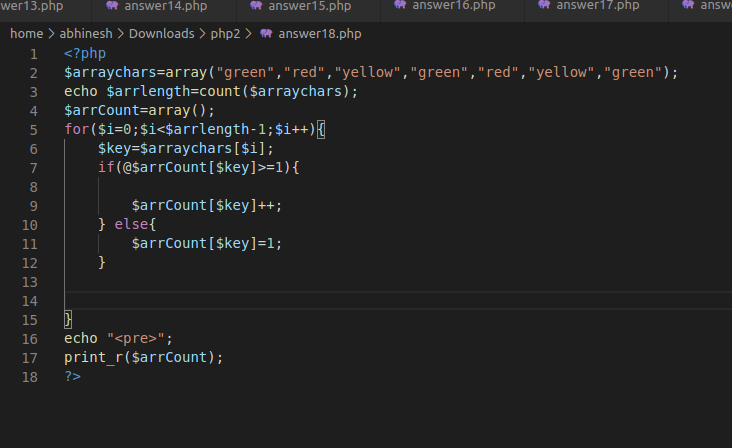 wer13.php answer14.php answer15.php answer16.php answer17.php answ
home > abhinesh > Downloads > php2 > answer18.php
1 <?php
2 $arraychars=array("green","red","yellow","green","red","yellow","green");
3 echo $arrlength=count($arraychars);
4 $arrCount=array();
5 for($i=0;$i<$arrlength-1;$i++){
6 $key=$arraychars[$i];
7 if(@$arrCount[$key]>=1){
8
9 $arrCount[$key]++;
10 } else{
11 $arrCount[$key]=1;
12 }
13
14
15 }
16 echo "<pre>";
17 print_r($arrCount);
18 ?>